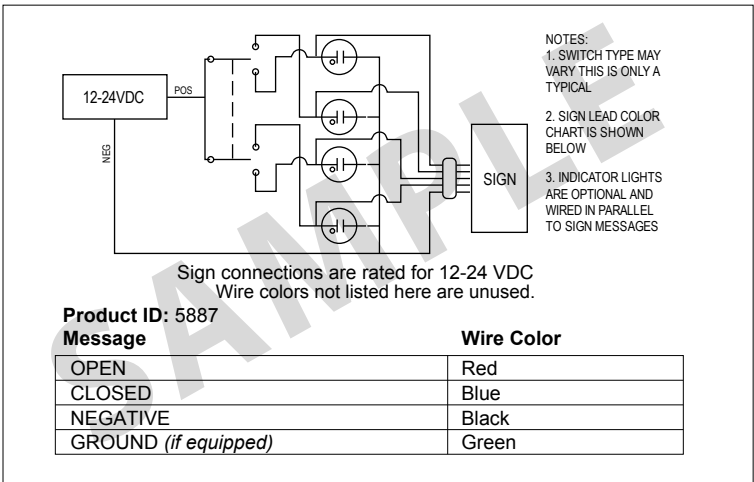 12-24VDC
POS
NEG
SIGN
NOTES:
1. SWITCH TYPE MAY
VARY THIS IS ONLY A
TYPICAL
2. SIGN LEAD COLOR
CHART IS SHOWN
BELOW
3. INDICATOR LIGHTS
ARE OPTIONAL AND
WIRED IN PARALLEL
TO SIGN MESSAGES
SAMPLE
Sign connections are rated for 12-24 VDC
Wire colors not listed here are unused.
Product ID: 5887
Message Wire Color
OPEN Red
CLOSED Blue
NEGATIVE Black
GROUND (if equipped) Green